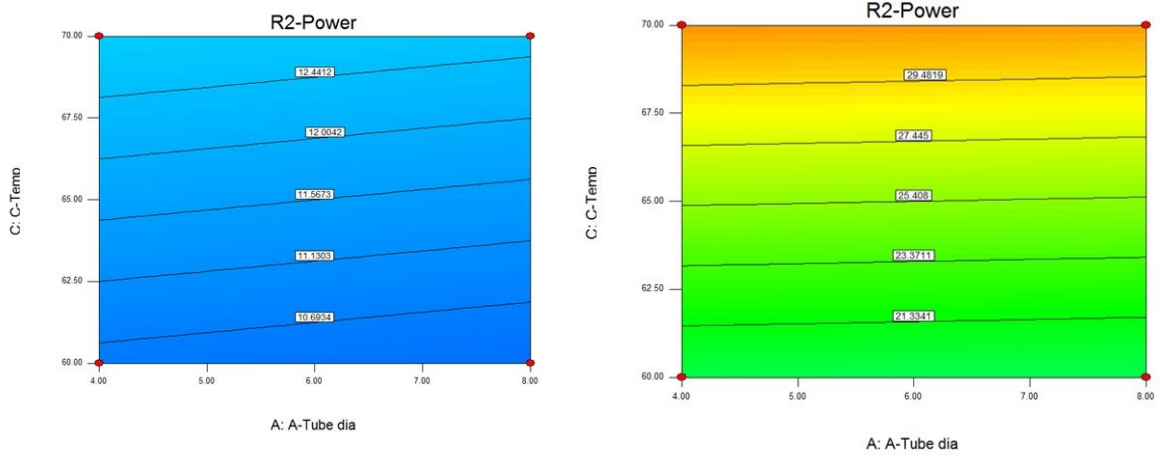 R2-Power
70.00
67.50
65.00
62.50
60.00
C: C-Temp
12.4412
12.0042
11.5673
11.1303
10.6934
4.00 5.00 6.00 7.00 8.00
A: A-Tube dia
R2-Power
70.00
67.50
65.00
62.50
60.00
C: C-Temp
29.4819
27.445
25.408
23.3711
21.3341
4.00 5.00 6.00 7.00 8.00
A: A-Tube dia